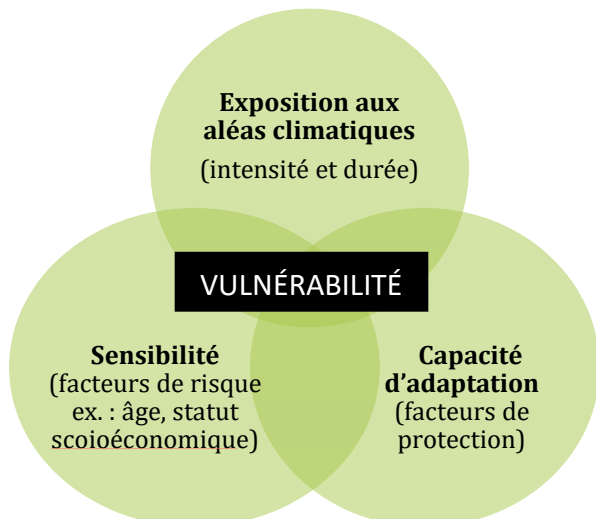 Exposition aux
aléas climatiques
(intensité et durée)
VULNÉRABILITÉ
Sensibilité
(facteurs de risque
ex. : âge, statut
scoioéconomique)
Capacité
d’adaptation
(facteurs de
protection)